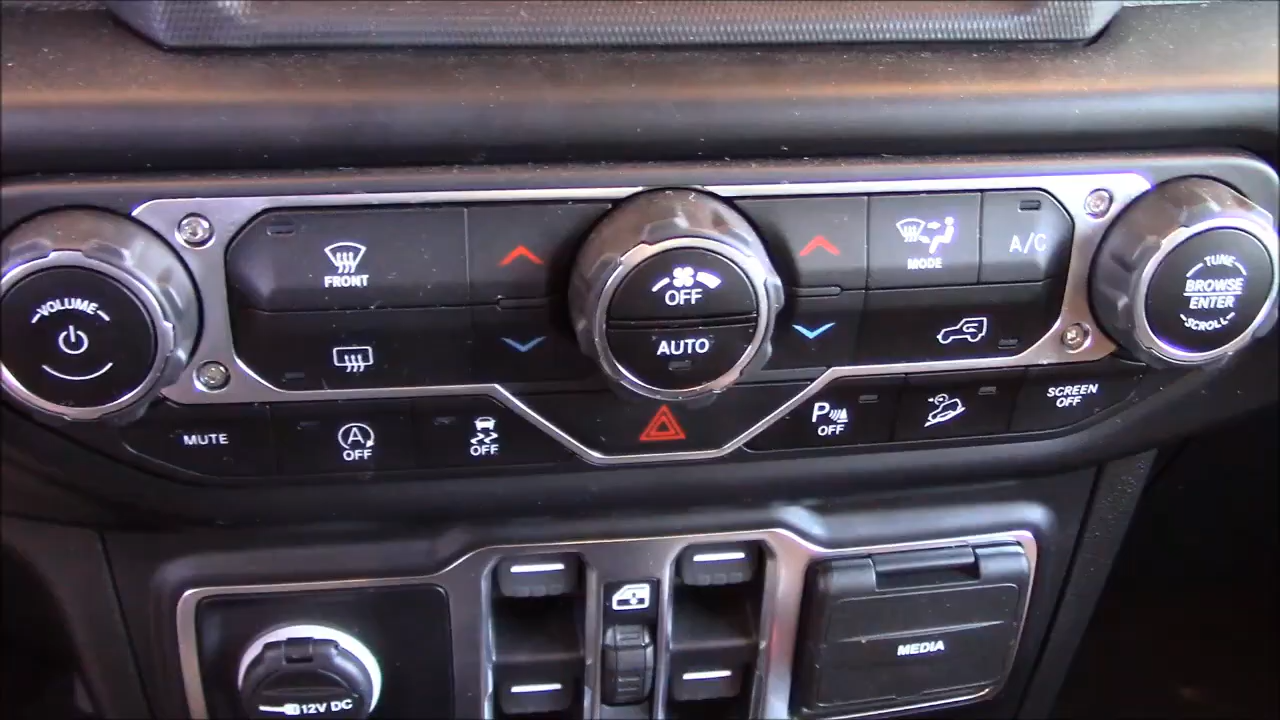 VOLUME
FRONT
OFF
AUTO
MODE
A/C
TUNE
BROWSE
ENTER
SCROLL
MUTE
A
OFF
OFF
P
OFF
SCREEN
OFF
12V DC
MEDIA